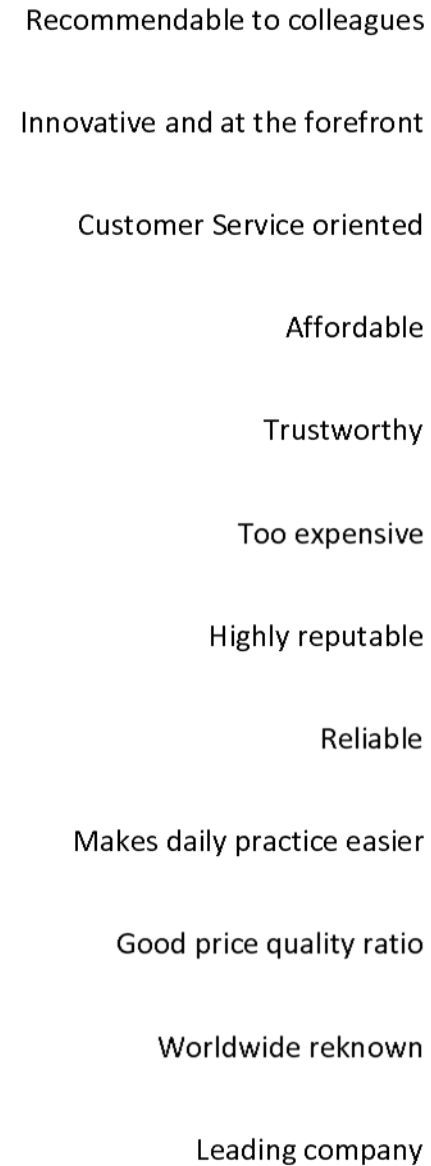 Recommendable to colleagues
Innovative and at the forefront
Customer Service oriented
Affordable
Trustworthy
Too expensive
Highly reputable
Reliable
Makes daily practice easier
Good price quality ratio
Worldwide reknown
Leading company